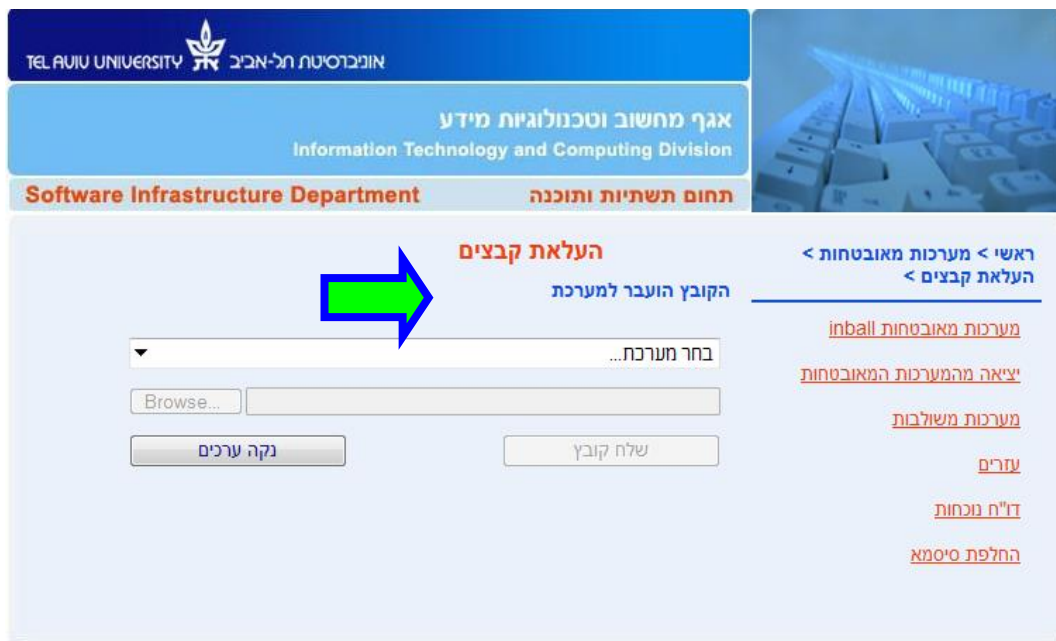 TEL AVIV UNIVERSITY אוניברסיטת תל-אביב
אגף מחשוב וטכנולוגיות מידע
Information Technology and Computing Division
Software Infrastructure Department תחום תשתיות ותוכנה
ראשי > מערכות מאובטחות >
העלאת קבצים >
מערכות מאובטחות inball
יציאה מהמערכות המאובטחות
מערכות משולבות
עזרים
דו"ח נוכחות
החלפת סיסמא
העלאת קבצים
הקובץ הועבר למערכת
בחר מערכת...
Browse...
שלח קובץ
נקה ערכים